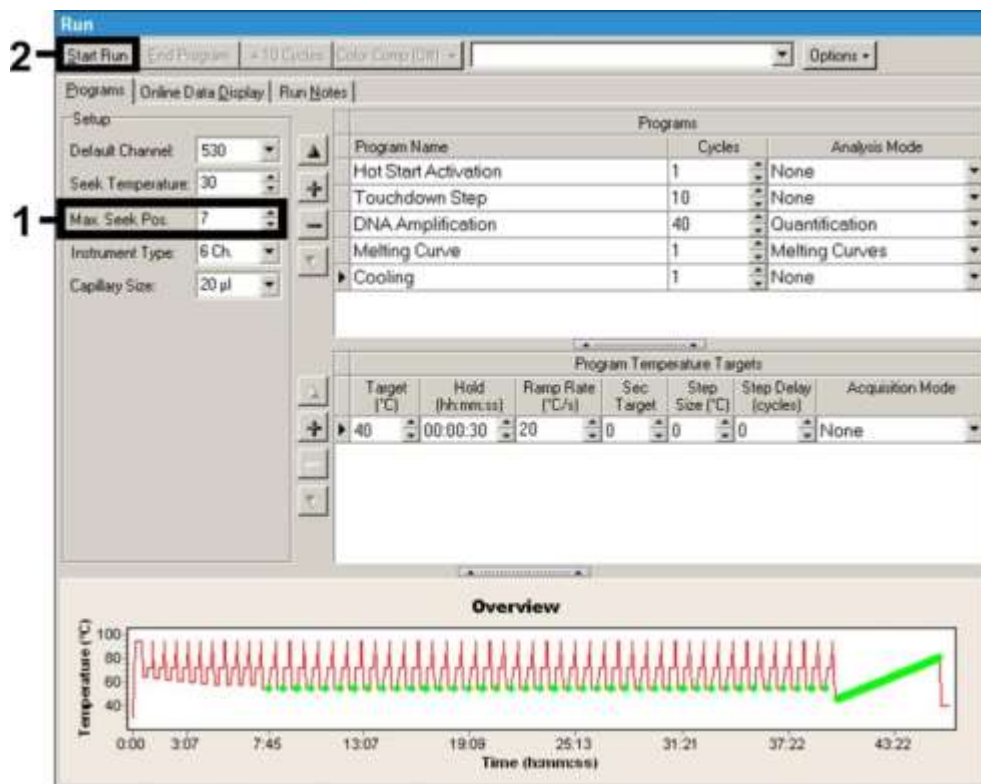 Run
2
Start Run End Program +10 Cycles Color Comp (Off) Options
Programs Online Data Display Run Notes
Setup
Default Channel: 530
Seek Temperature: 30
1
Max. Seek Pos: 7
Instrument Type: 6 Ch.
Capillary Size: 20 µl
Programs
Program Name Cycles Analysis Mode
Hot Start Activation 1 None
Touchdown Step 10 None
DNA Amplification 40 Quantification
Melting Curve 1 Melting Curves
Cooling 1 None
Program Temperature Targets
Target (°C) Hold (hh:mm:ss) Ramp Rate (°C/s) Sec Target Step Size (°C) Step Delay (cycles) Acquisition Mode
40 00:00:30 20 0 0 0 None
Overview
Temperature (°C)
100
80
60
40
0:00 3:07 7:45 13:07 19:09 25:13 31:21 37:22 43:22
Time (h:mm:ss)